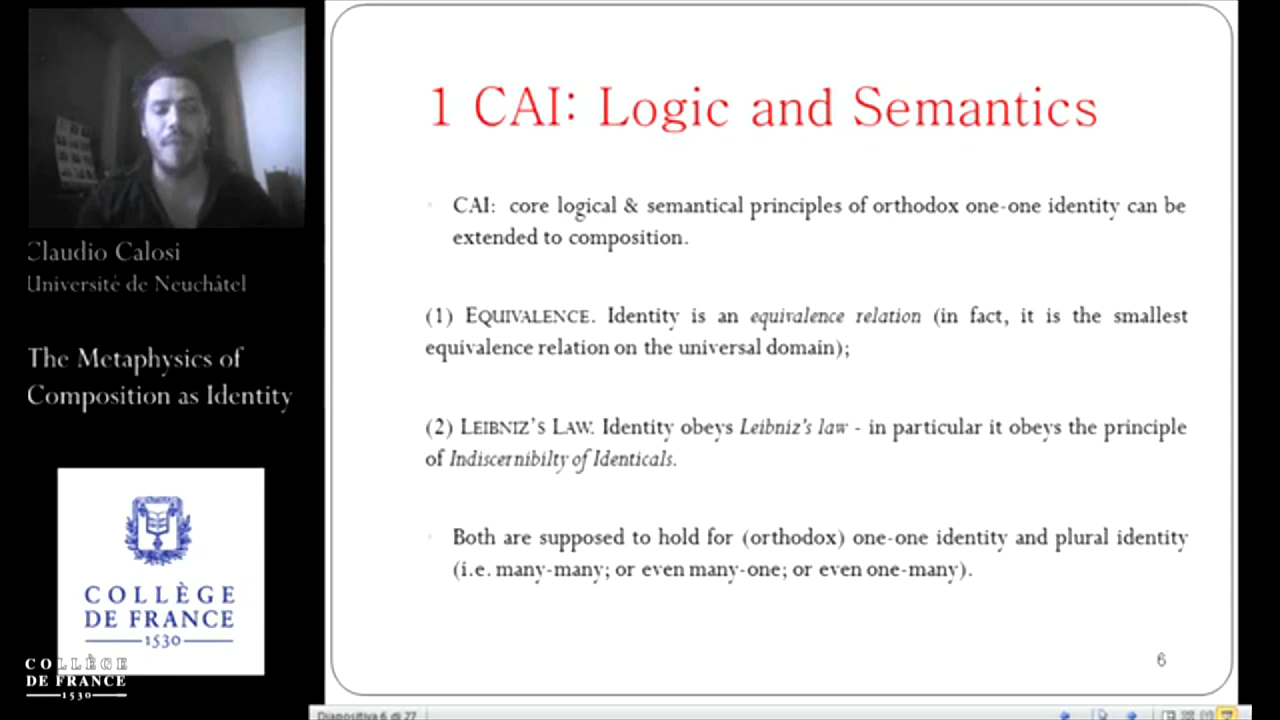 Claudio Calosi
Université de Neuchâtel
The Metaphysics of
Composition as Identity
COLLÈGE
DE FRANCE
1530
COLLÈGE
DE FRANCE
1530
1 CAI: Logic and Semantics
CAI: core logical & semantical principles of orthodox one-one identity can be
extended to composition.
(1) EQUIVALENCE. Identity is an equivalence relation (in fact, it is the smallest
equivalence relation on the universal domain);
(2) LEIBNIZ'S LAW. Identity obeys Leibniz's law - in particular it obeys the principle
of Indiscernibilty of Identicals.
Both are supposed to hold for (orthodox) one-one identity and plural identity
(i.e. many-many; or even many-one; or even one-many).
6
Diapositiva 6 di 27